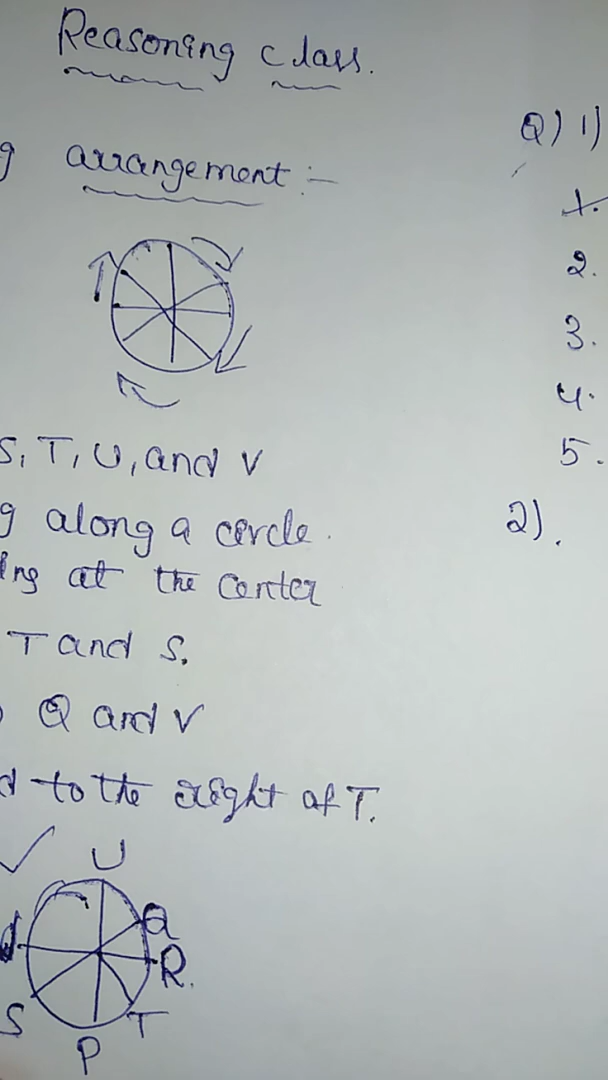 Reasoning class.
g arrangement :-
S, T, U, and V
g along a circle.
ing at the center
T and S.
Q and V
d to the right of T.
U
Q
R.
S
T
P
Q) 1)
1.
2.
3.
4.
5.
2).